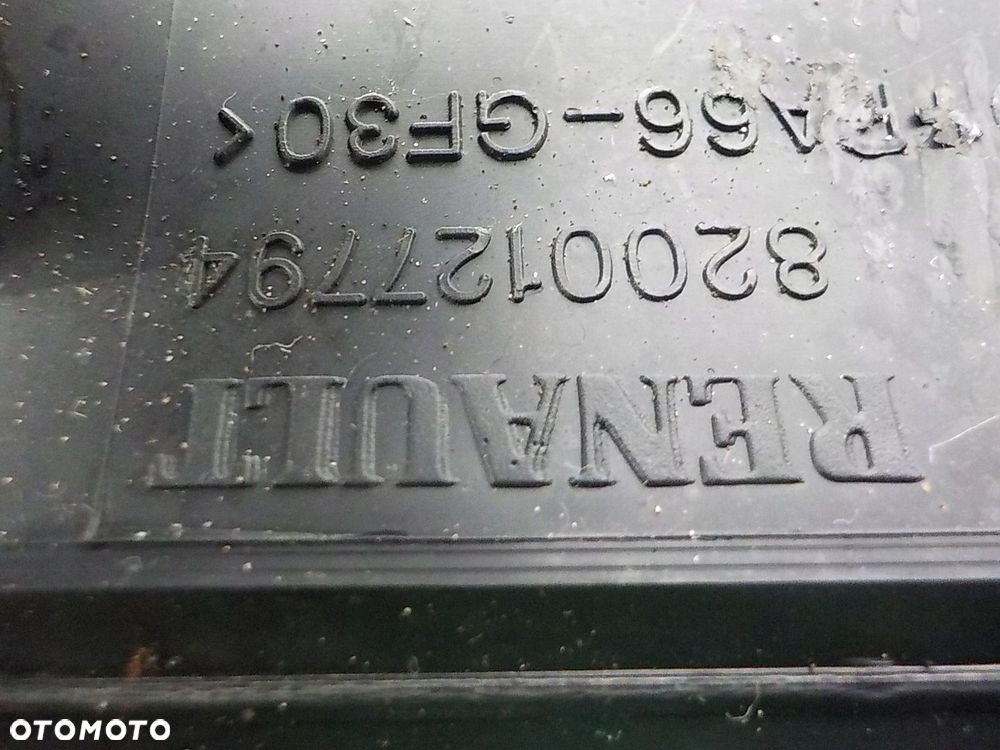 RENAULT
8200127794
+PA66-GF30<
OTOMOTO